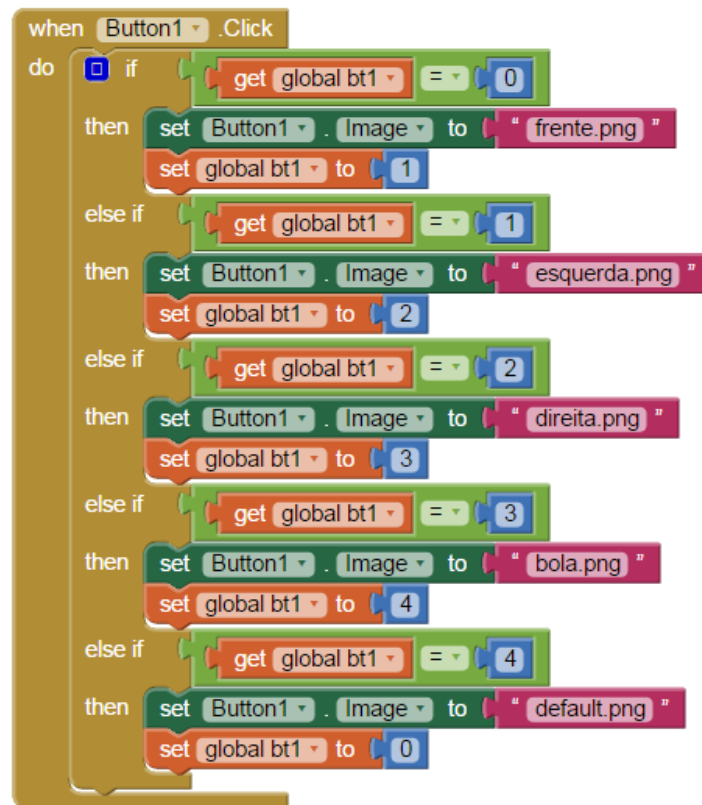 when Button1 .Click
do if get global bt1 = 0
then set Button1 . Image to " frente.png "
set global bt1 to 1
else if get global bt1 = 1
then set Button1 . Image to " esquerda.png "
set global bt1 to 2
else if get global bt1 = 2
then set Button1 . Image to " direita.png "
set global bt1 to 3
else if get global bt1 = 3
then set Button1 . Image to " bola.png "
set global bt1 to 4
else if get global bt1 = 4
then set Button1 . Image to " default.png "
set global bt1 to 0